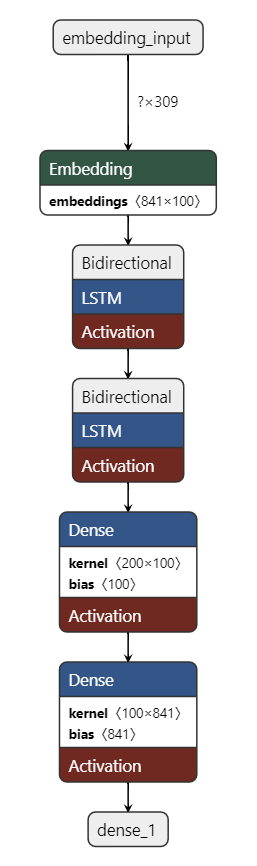 embedding_input
?×309
Embedding
embeddings 〈841×100〉
Bidirectional
LSTM
Activation
Bidirectional
LSTM
Activation
Dense
kernel 〈200×100〉
bias 〈100〉
Activation
Dense
kernel 〈100×841〉
bias 〈841〉
Activation
dense_1